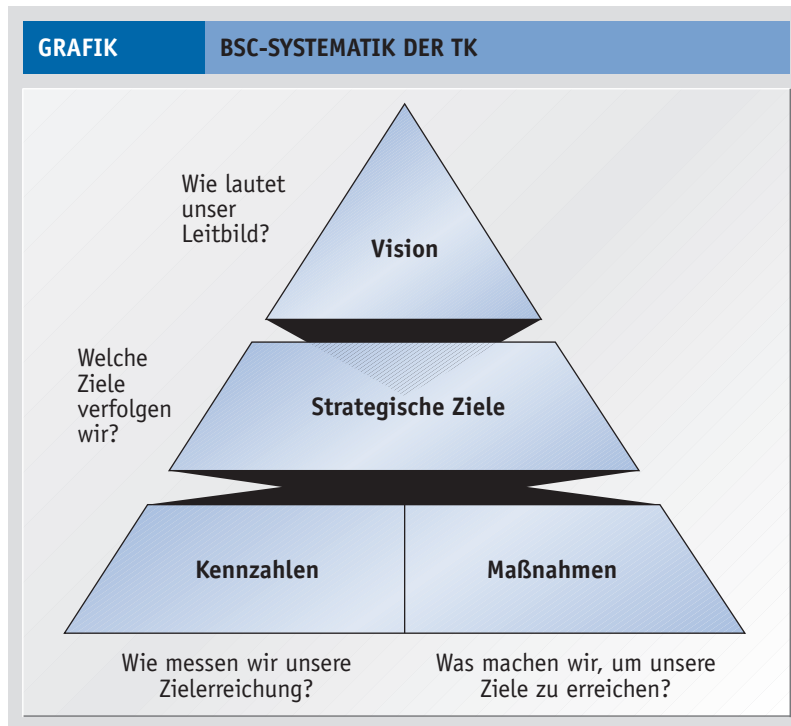 GRAFIK
BSC-SYSTEMATIK DER TK
Wie lautet
unser
Leitbild?
Vision
Welche
Ziele
verfolgen
wir?
Strategische Ziele
Kennzahlen
Maßnahmen
Wie messen wir unsere
Zielerreichung?
Was machen wir, um unsere
Ziele zu erreichen?